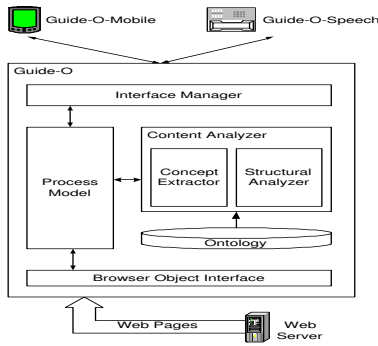 Guide-O-Mobile
Guide-O-Speech
Guide-O
Interface Manager
Process
Model
Content Analyzer
Concept
Extractor
Structural
Analyzer
Ontology
Browser Object Interface
Web Pages
Web
Server